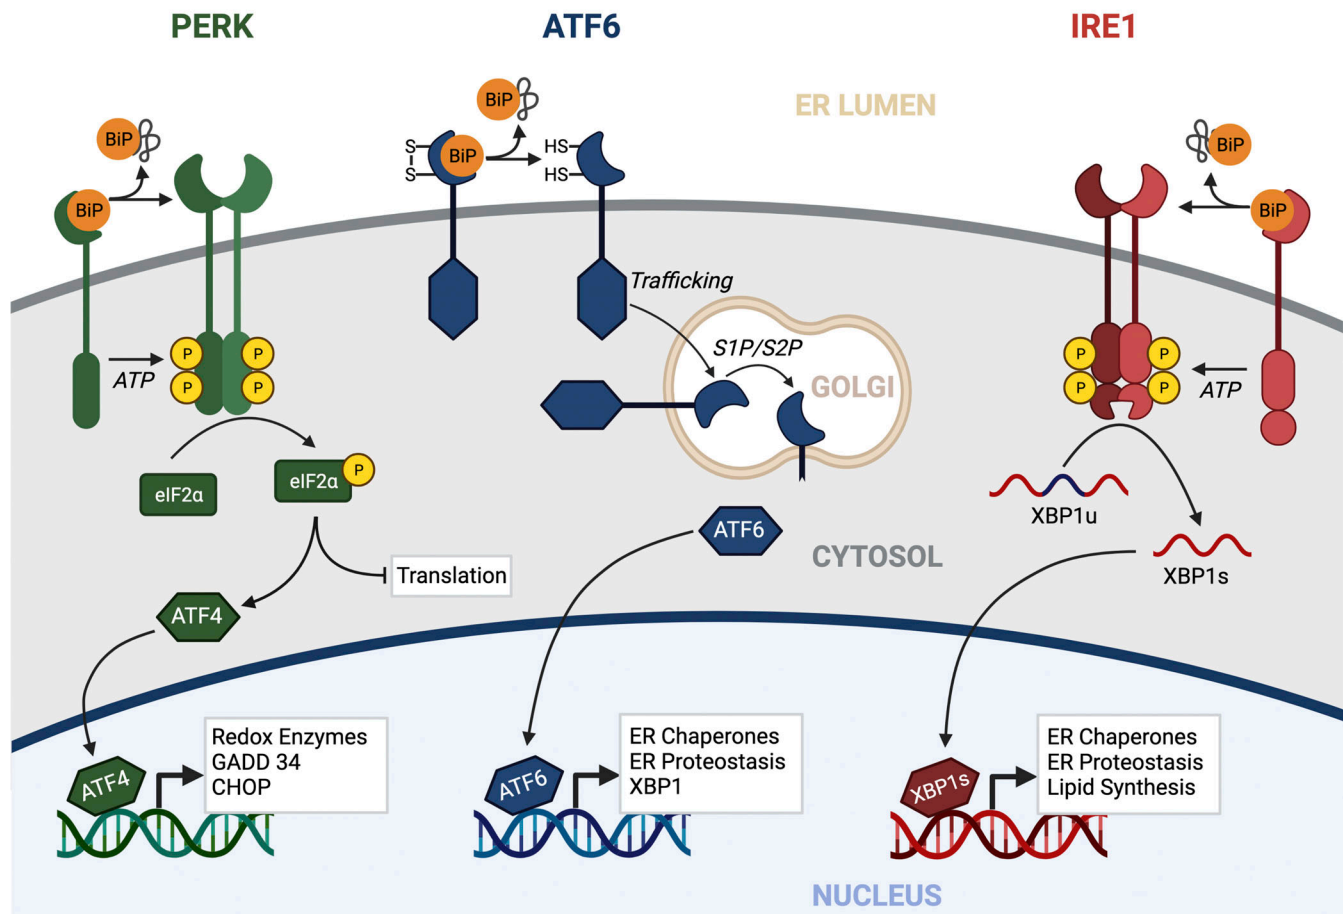 PERK
ATF6
IRE1
ER LUMEN
BiP
BiP
ATP
P
P
P
P
eIF2α
eIF2α
P
Translation
ATF4
ATF4
Redox Enzymes
GADD 34
CHOP
BiP
S
S
BiP
HS
HS
Trafficking
S1P/S2P
GOLGI
ATF6
CYTOSOL
ATF6
ER Chaperones
ER Proteostasis
XBP1
BiP
BiP
P
P
P
P
ATP
XBP1u
XBP1s
XBP1s
ER Chaperones
ER Proteostasis
Lipid Synthesis
NUCLEUS